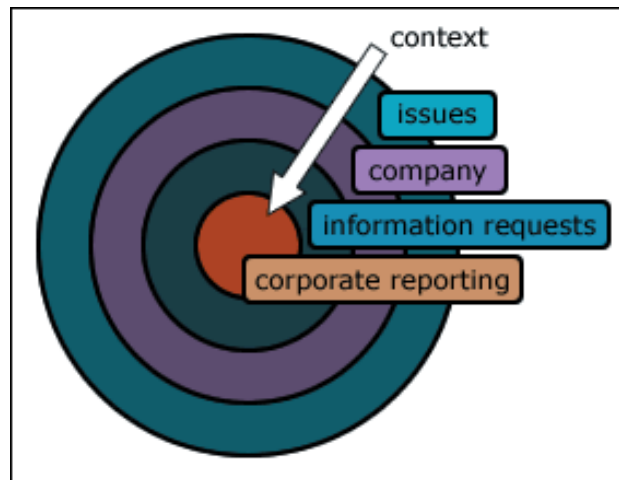 context
issues
company
information requests
corporate reporting